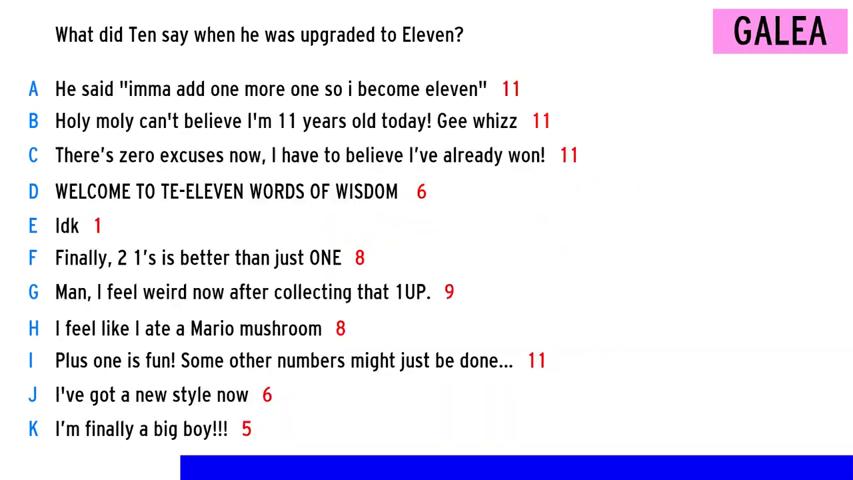 What did Ten say when he was upgraded to Eleven?
GALEA
A He said "imma add one more one so i become eleven" 11
B Holy moly can't believe I'm 11 years old today! Gee whizz 11
C There’s zero excuses now, I have to believe I’ve already won! 11
D WELCOME TO TE-ELEVEN WORDS OF WISDOM 6
E Idk 1
F Finally, 2 1’s is better than just ONE 8
G Man, I feel weird now after collecting that 1UP. 9
H I feel like I ate a Mario mushroom 8
I Plus one is fun! Some other numbers might just be done... 11
J I've got a new style now 6
K I’m finally a big boy!!! 5